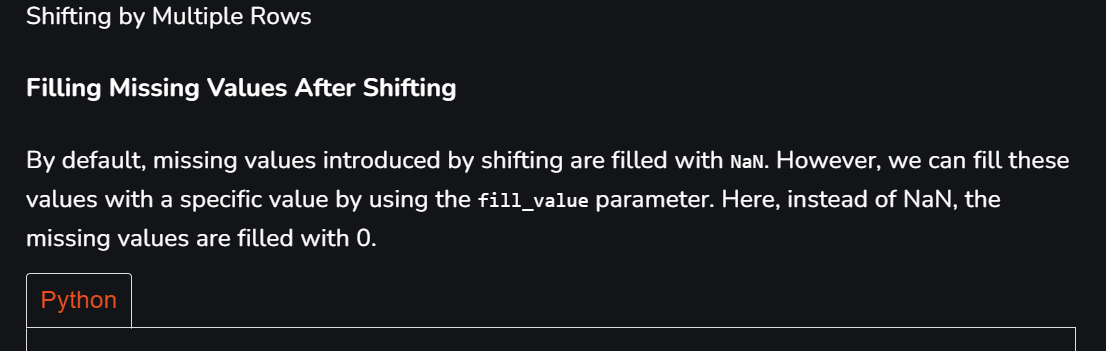 Shifting by Multiple Rows
Filling Missing Values After Shifting
By default, missing values introduced by shifting are filled with NaN. However, we can fill these
values with a specific value by using the fill_value parameter. Here, instead of NaN, the
missing values are filled with 0.
Python